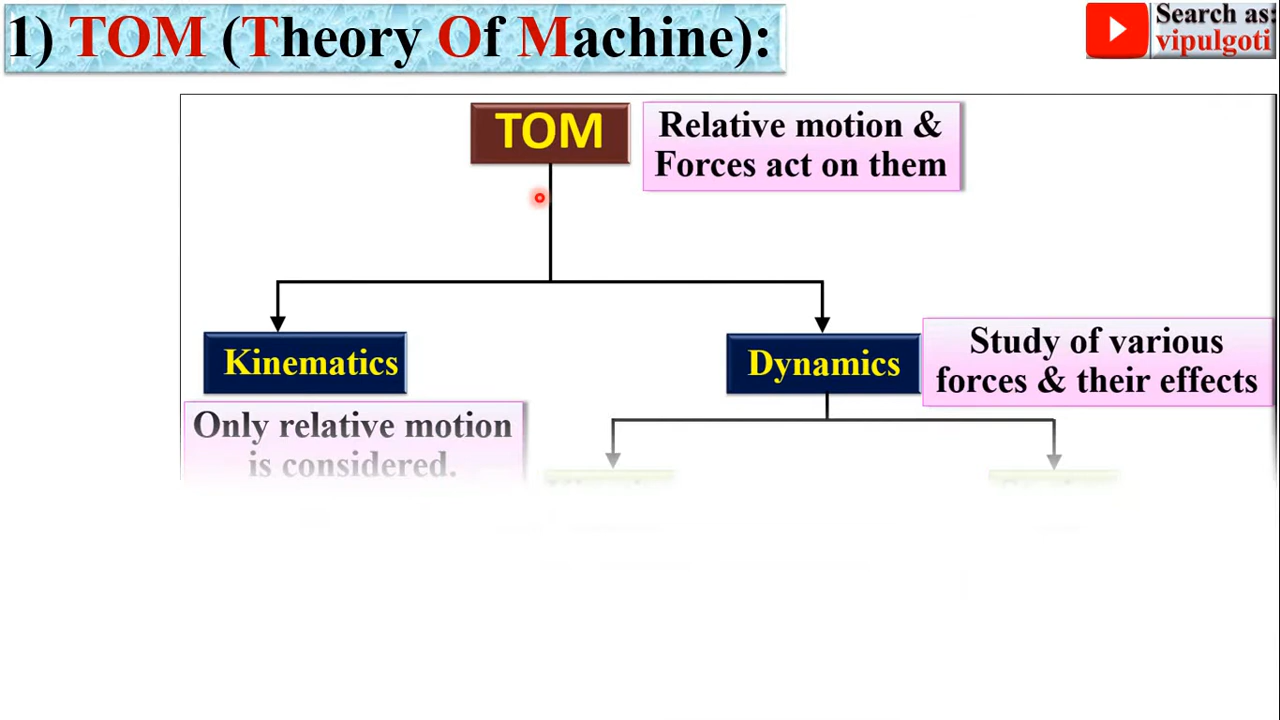 1) TOM (Theory Of Machine):
Search as:
vipulgoti
TOM
Relative motion &
Forces act on them
Kinematics
Only relative motion
is considered.
Dynamics
Study of various
forces & their effects